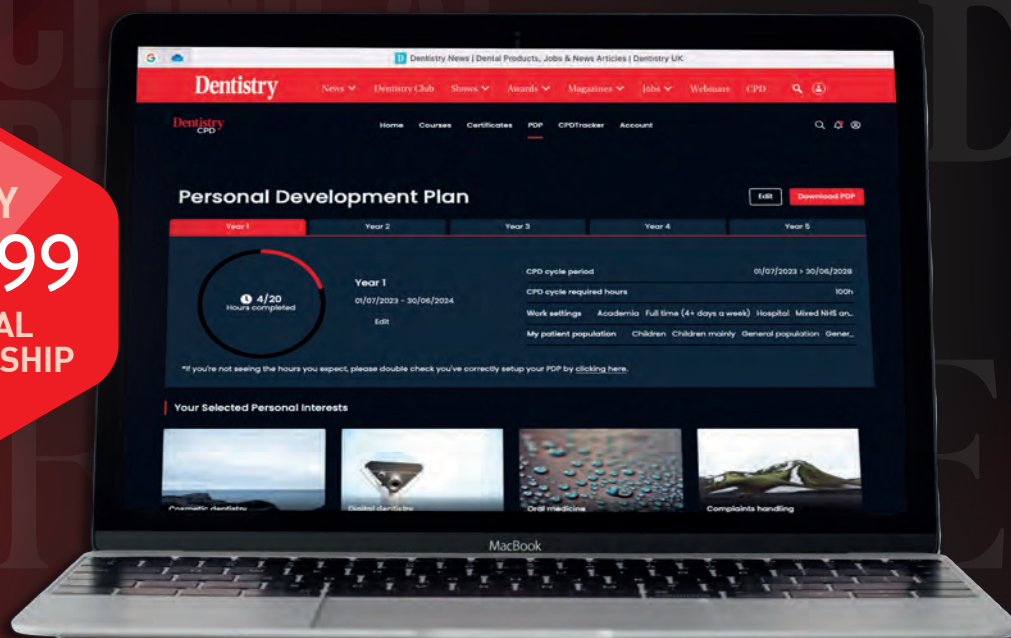 Dentistry News | Dental Products, Jobs & News Articles | Dentistry UK
Dentistry News Dentistry Club Shows Awards Magazines Jobs Webinars CPD
Dentistry CPD Home Courses Certificates PDP CPDTracker Account
Personal Development Plan Edit Download PDP
Year 1 Year 2 Year 3 Year 4 Year 5
4/20
Hours completed
Year 1
01/07/2023 - 30/06/2024
Edit
CPD cycle period 01/07/2023 > 30/06/2028
CPD cycle required hours 100h
Work settings Academia Full time (4+ days a week) Hospital Mixed NHS an...
My patient population Children Children mainly General population Gener...
*If you're not seeing the hours you expect, please double check you've correctly setup your PDP by clicking here.
Your Selected Personal Interests
Cosmetic dentistry Digital dentistry Oral medicine Complaints handling
MacBook
Y
99
AL
SHIP